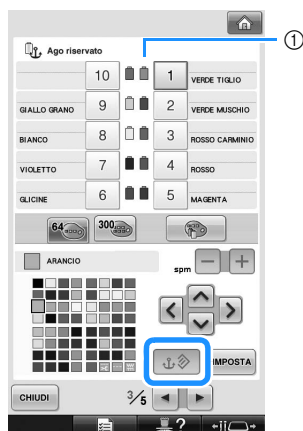 ①
Ago riservato
10 1 VERDE TIGLIO
GIALLO GRANO 9 2 VERDE MUSCHIO
BIANCO 8 3 ROSSO CARMINIO
VIOLETTO 7 4 ROSSO
GLICINE 6 5 MAGENTA
64 300
ARANCIO
spm - +
IMPOSTA
CHIUDI 3/5
?